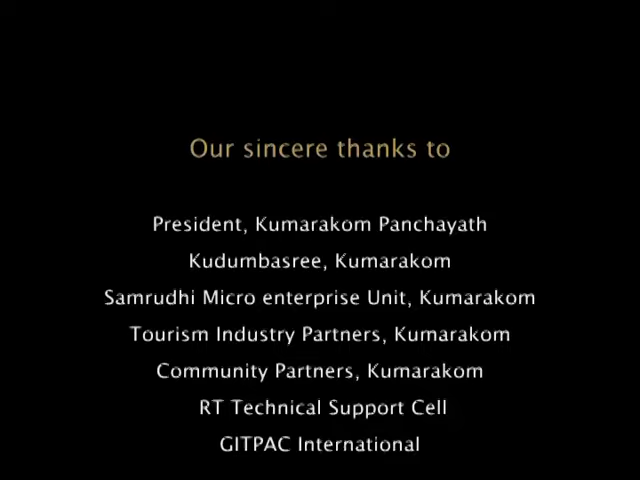 Our sincere thanks to
President, Kumarakom Panchayath
Kudumbasree, Kumarakom
Samrudhi Micro enterprise Unit, Kumarakom
Tourism Industry Partners, Kumarakom
Community Partners, Kumarakom
RT Technical Support Cell
GITPAC International